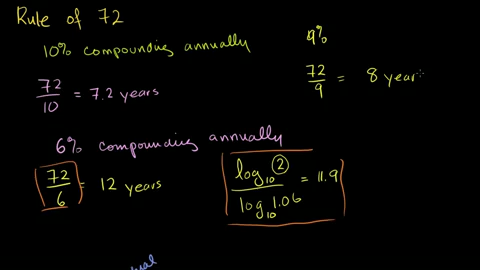 Rule of 72
10% compounding annually
72/10 = 7.2 years
9%
72/9 = 8 year
6% compounding annually
72/6 = 12 years
log₁₀ 2 / log₁₀ 1.06 = 11.9